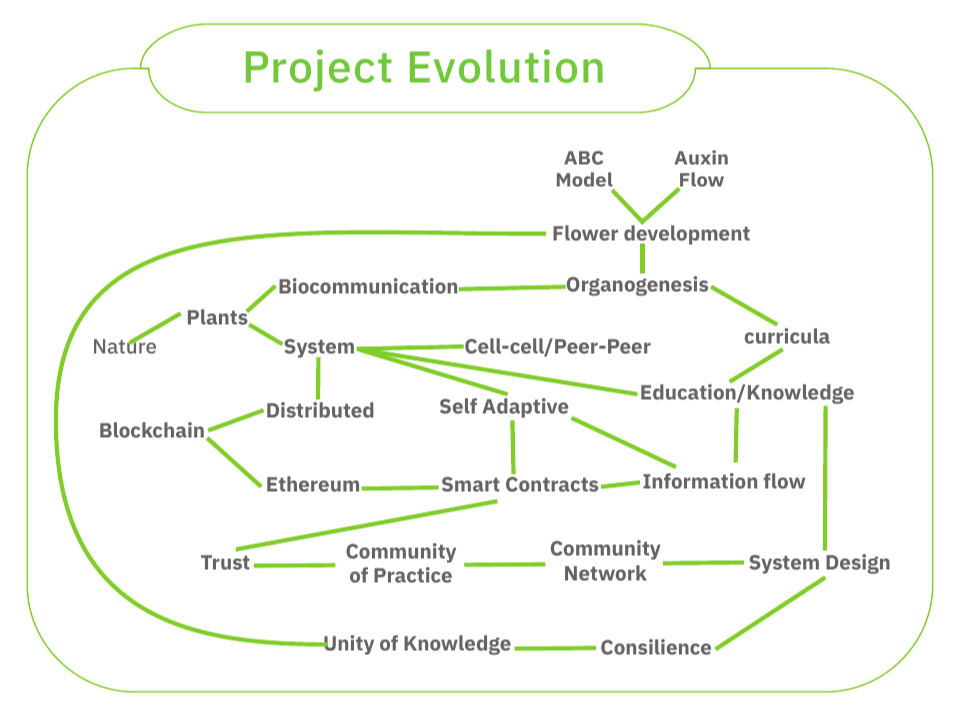 Project Evolution
ABC
Model
Auxin
Flow
Flower development
Biocommunication
Organogenesis
Plants
Nature
System
Cell-cell/Peer-Peer
curricula
Education/Knowledge
Distributed
Self Adaptive
Blockchain
Ethereum
Smart Contracts
Information flow
Trust
Community
of Practice
Community
Network
System Design
Unity of Knowledge
Consilience